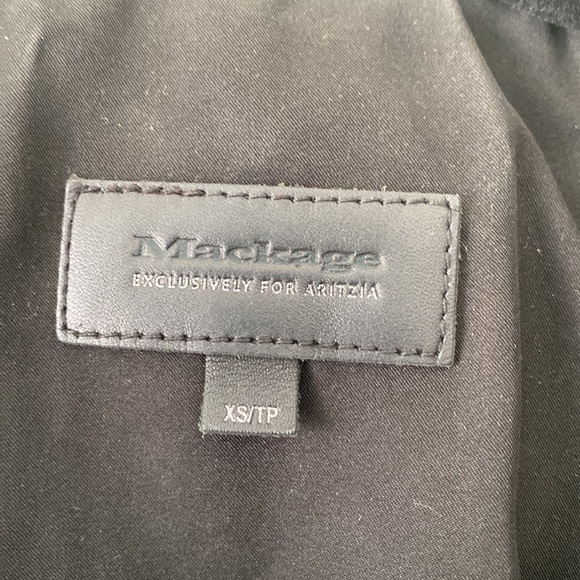 Mackage
EXCLUSIVELY FOR ARITZIA
XS/TP